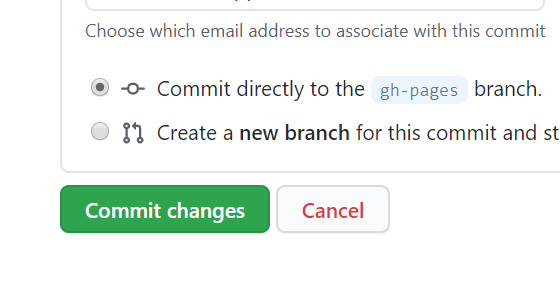 Choose which email address to associate with this commit
Commit directly to the gh-pages branch.
Create a new branch for this commit and st
Commit changes
Cancel